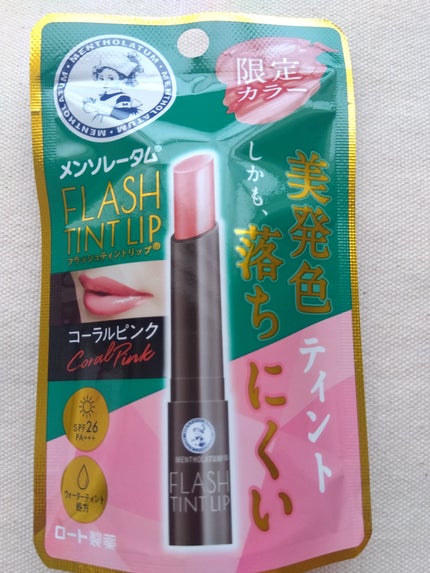 MENTHOLATUM・MENTHOLATUM・MENTHOLATUM・
限定
カラー
メンソレータム®
FLASH
TINT LIP
フラッシュティントリップ®
美発色
ティント
しかも、
落ち
にくい
コーラルピンク
Coral Pink
SPF26
PA+++
ウォーターティント
処方
MENTHOLATUM
FLASH
TINT LIP
ロート製薬